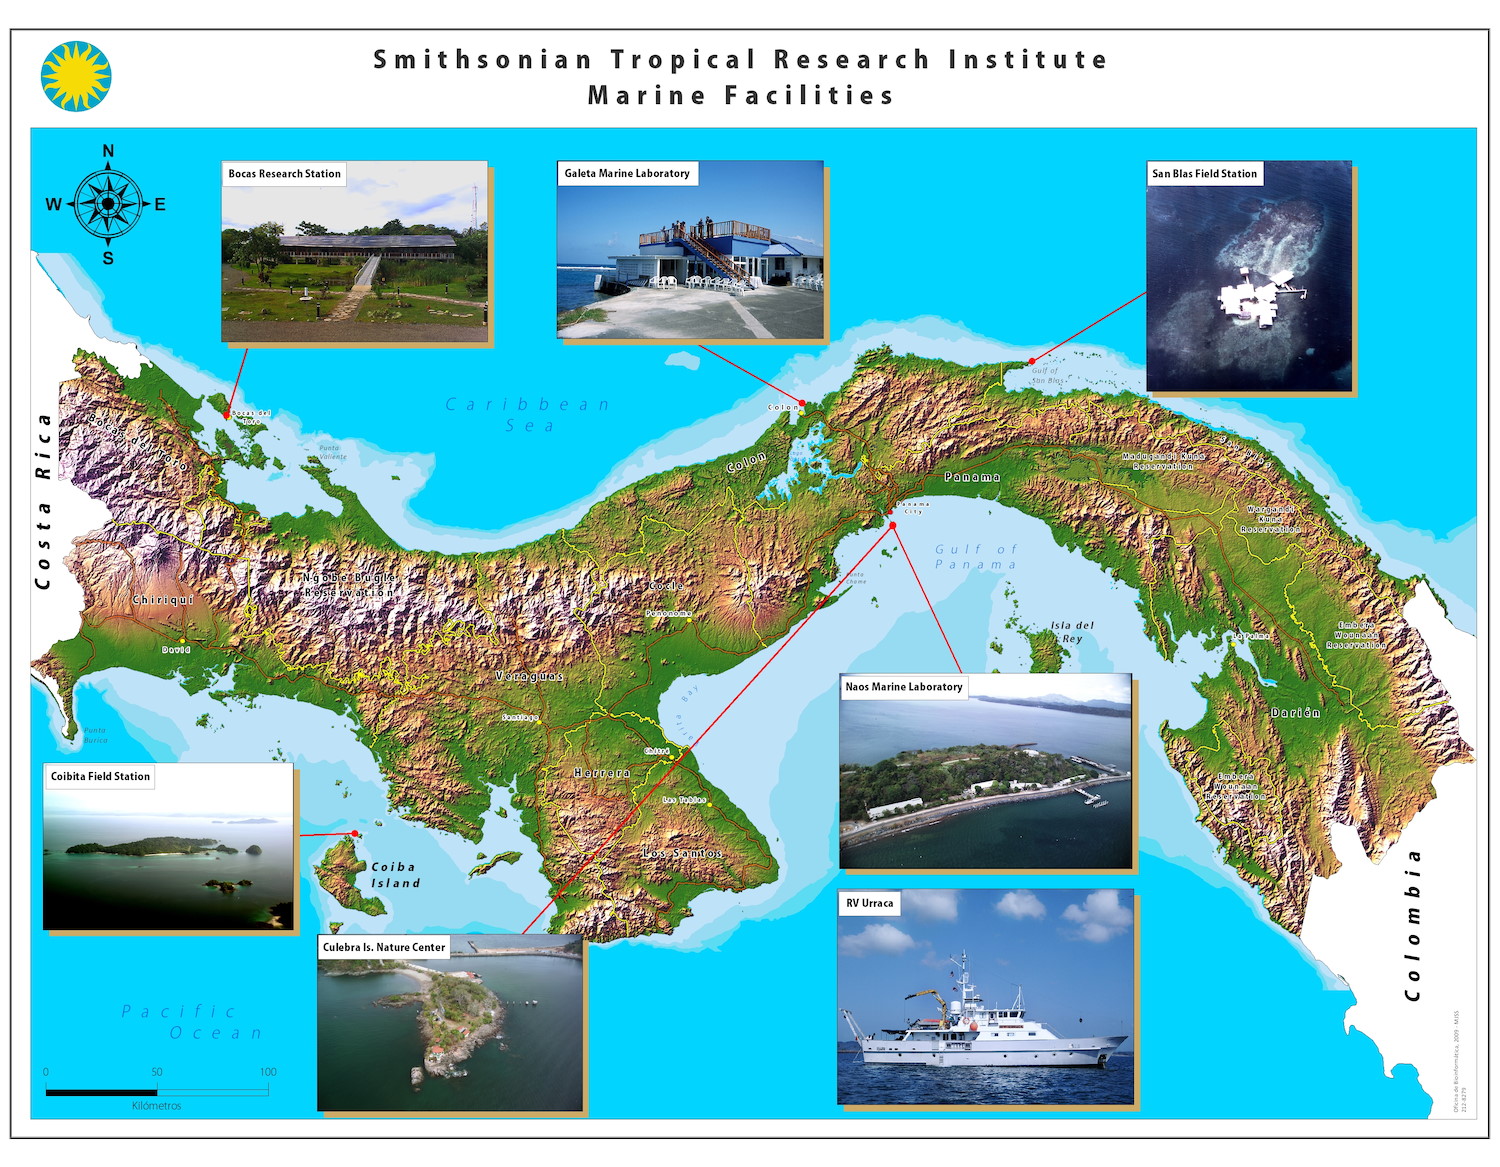 Smithsonian Tropical Research Institute
Marine Facilities
N
W
E
S
Bocas Research Station
Galeta Marine Laboratory
San Blas Field Station
Caribbean
Sea
Gulf of
San Blas
Colon
Bocas del
Toro
Punta
Valiente
Costa Rica
Bocas del Toro
Colon
Panama
San Blas
Madugandi Kuna
Reservation
Panama
City
Wargandi
Kuna
Reservation
Gulf of
Panama
Punta
Chame
Ngobe Bugle
Reservation
Cocle
Penonome
Chiriqui
Isla del
Rey
La Palma
Embera
Wounaan
Reservation
David
Veraguas
Santiago
Naos Marine Laboratory
Darién
Punta
Burica
Chitré
Herrera
Coibita Field Station
Embera
Wounaan
Reservation
Las Tablas
Los Santos
Coiba
Island
Colombia
RV Urraca
Culebra Is. Nature Center
Pacific
Ocean
0 50 100
Kilómetros
Oficina de Bioinformática, 2009 - MJSS
212-8279